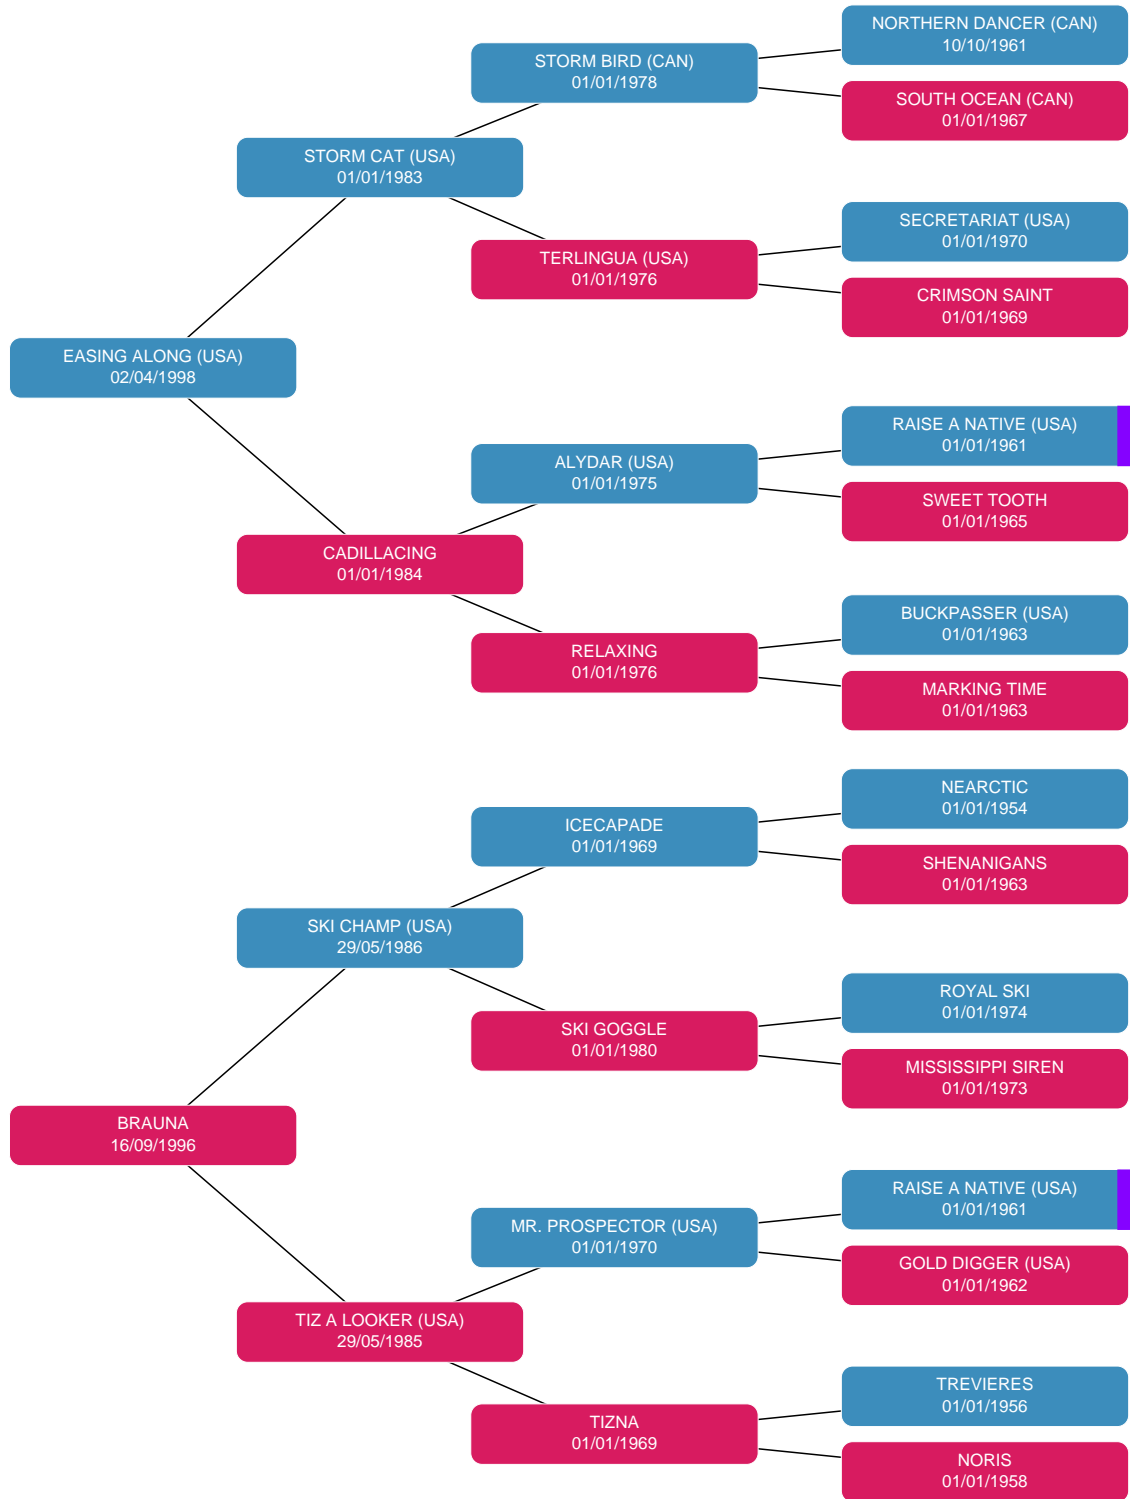 NORTHERN DANCER (CAN)
10/10/1961
STORM BIRD (CAN)
01/01/1978
SOUTH OCEAN (CAN)
01/01/1967
STORM CAT (USA)
01/01/1983
SECRETARIAT (USA)
01/01/1970
TERLINGUA (USA)
01/01/1976
CRIMSON SAINT
01/01/1969
EASING ALONG (USA)
02/04/1998
RAISE A NATIVE (USA)
01/01/1961
ALYDAR (USA)
01/01/1975
SWEET TOOTH
01/01/1965
CADILLACING
01/01/1984
BUCKPASSER (USA)
01/01/1963
RELAXING
01/01/1976
MARKING TIME
01/01/1963
NEARCTIC
01/01/1954
ICECAPADE
01/01/1969
SHENANIGANS
01/01/1963
SKI CHAMP (USA)
29/05/1986
ROYAL SKI
01/01/1974
SKI GOGGLE
01/01/1980
MISSISSIPPI SIREN
01/01/1973
BRAUNA
16/09/1996
RAISE A NATIVE (USA)
01/01/1961
MR. PROSPECTOR (USA)
01/01/1970
GOLD DIGGER (USA)
01/01/1962
TIZ A LOOKER (USA)
29/05/1985
TREVIERES
01/01/1956
TIZNA
01/01/1969
NORIS
01/01/1958